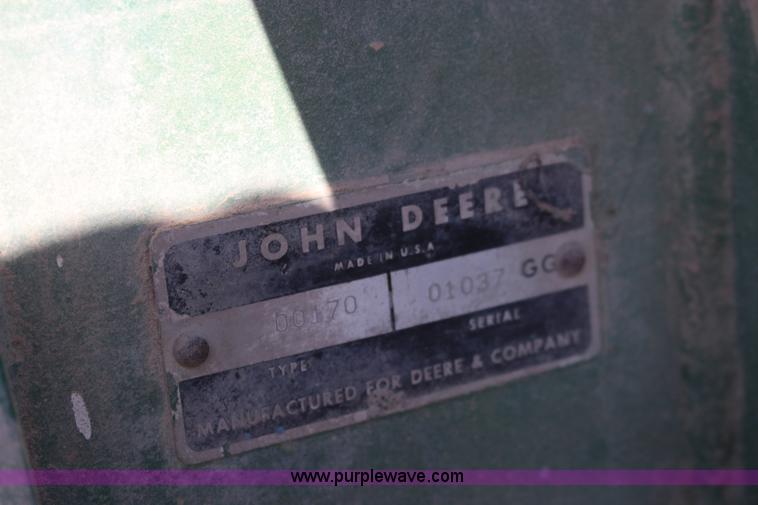 JOHN DEERE
MADE IN U.S.A
00170 01037 GG
TYPE SERIAL
MANUFACTURED FOR DEERE & COMPANY
www.purplewave.com